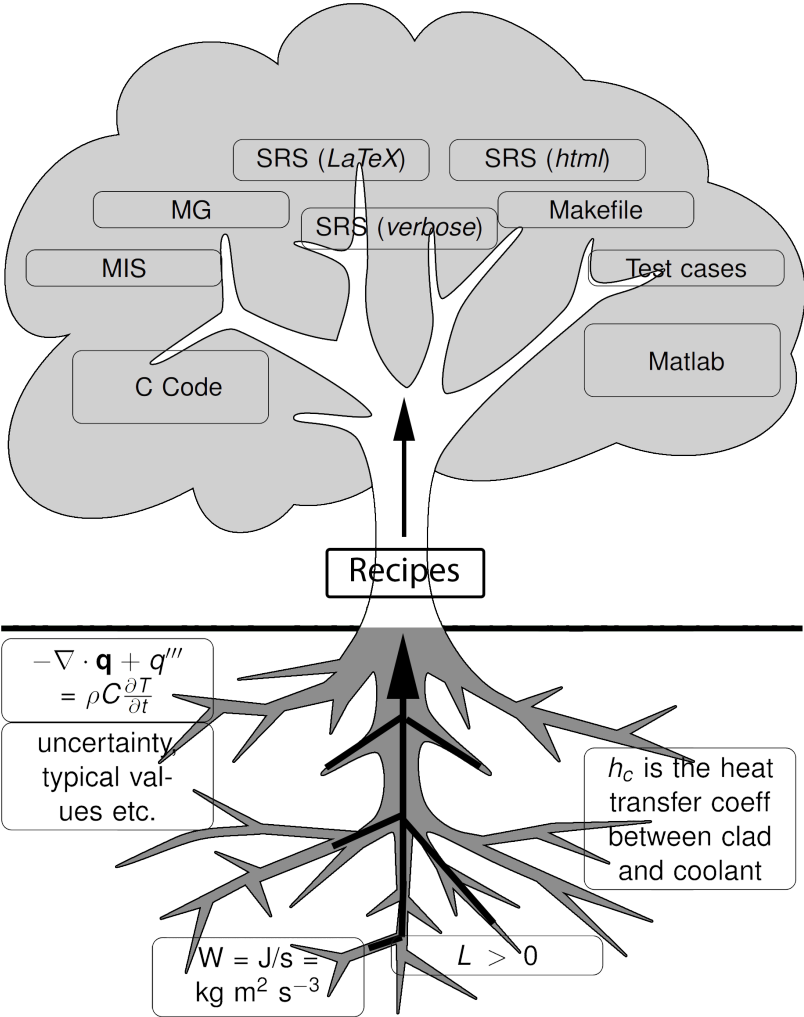 SRS (LaTeX)
SRS (html)
MG
SRS (verbose)
Makefile
MIS
Test cases
C Code
Matlab
Recipes
−∇ · q + q′′′
= ρC ∂T/∂t
uncertainty,
typical val-
ues etc.
h_c is the heat
transfer coeff
between clad
and coolant
W = J/s =
kg m² s⁻³
L > 0